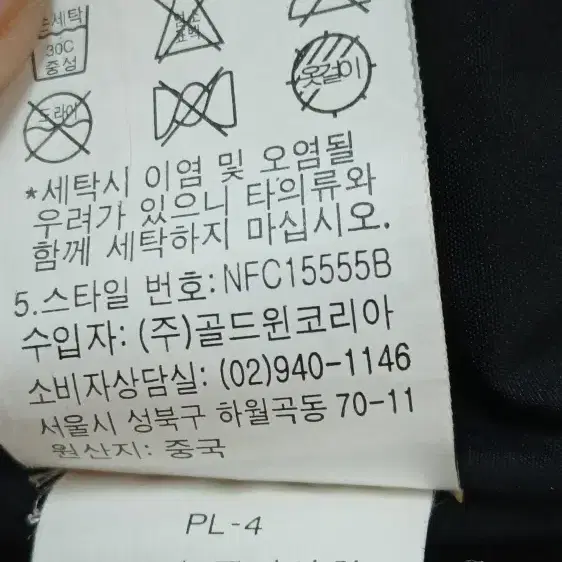 손세탁
30C
중성
염소
표백
드라이
옷걸이
*세탁시 이염 및 오염될
우려가 있으니 타의류와
함께 세탁하지 마십시오.
5.스타일 번호:NFC15555B
수입자: (주)골드윈코리아
소비자상담실: (02)940-1146
서울시 성북구 하월곡동 70-11
원산지: 중국
PL-4